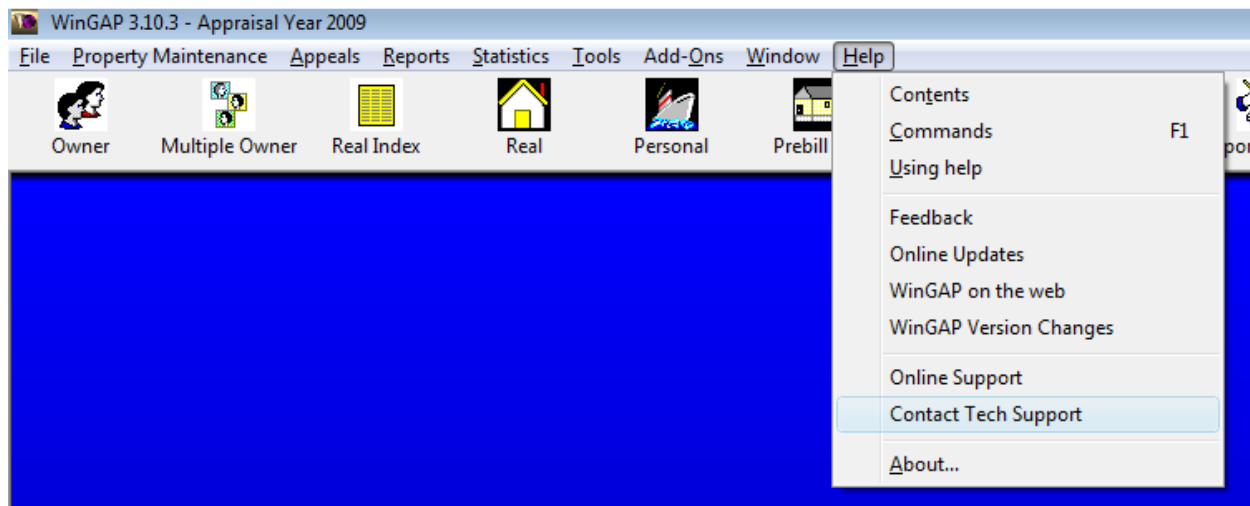 WinGAP 3.10.3 - Appraisal Year 2009
File Property Maintenance Appeals Reports Statistics Tools Add-Ons Window Help
Owner Multiple Owner Real Index Real Personal Prebill
Contents
Commands F1
Using help
Feedback
Online Updates
WinGAP on the web
WinGAP Version Changes
Online Support
Contact Tech Support
About...